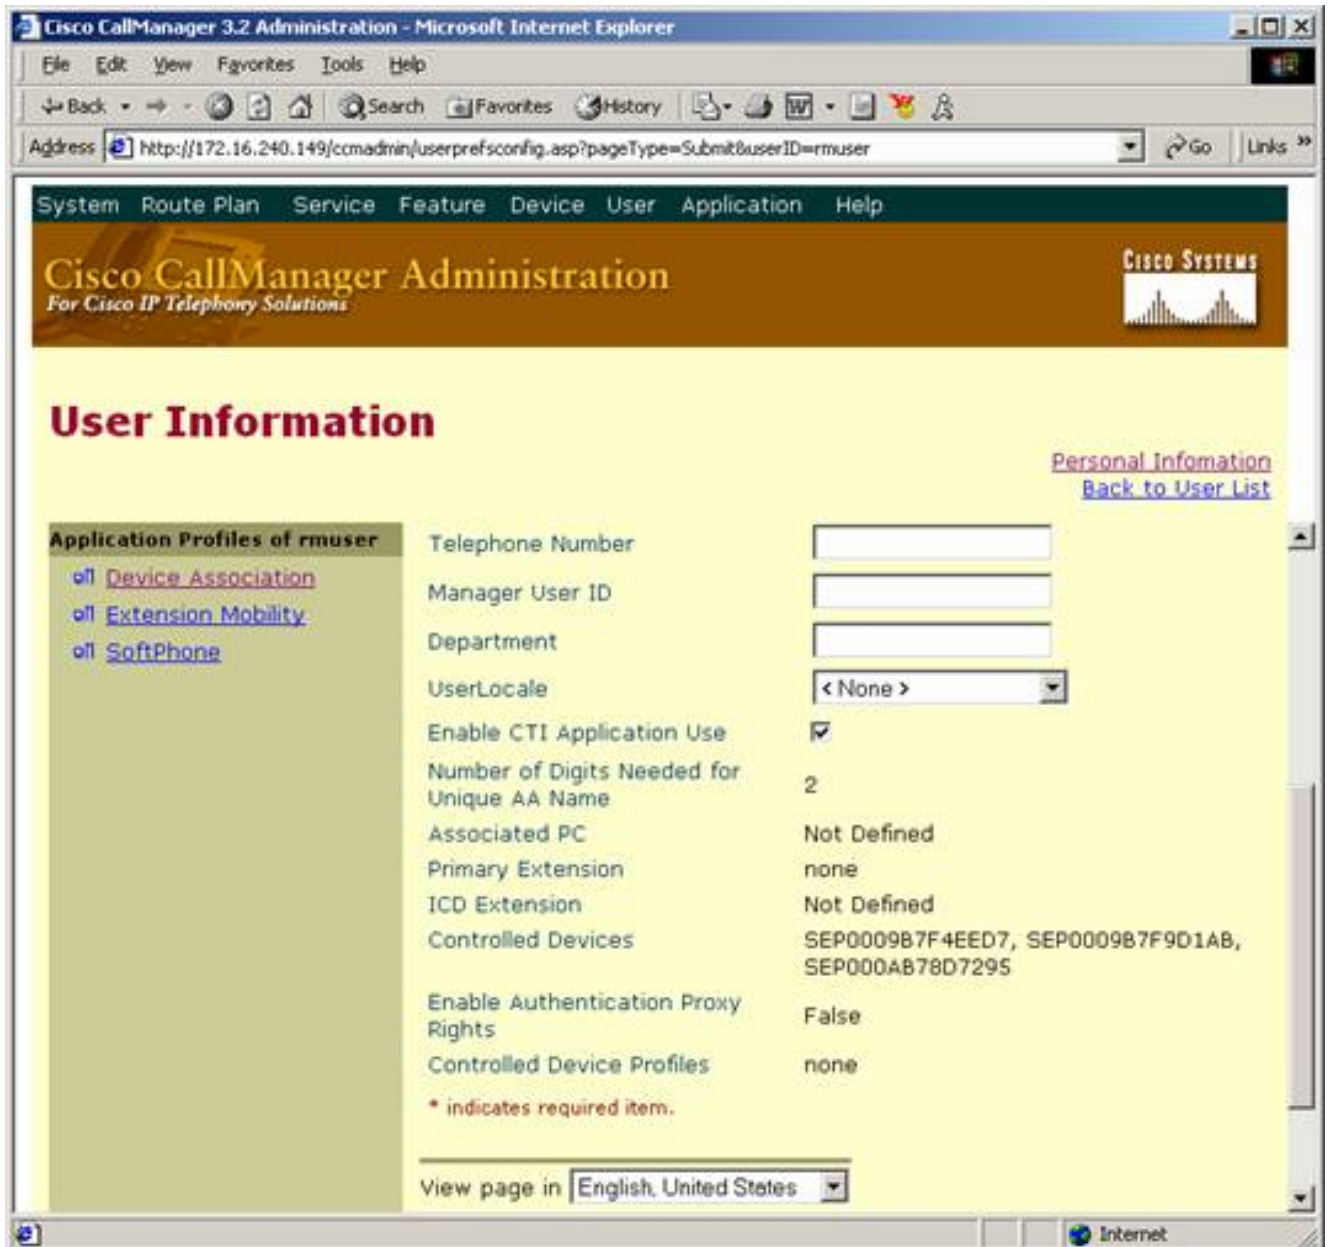 Cisco CallManager 3.2 Administration - Microsoft Internet Explorer
File Edit View Favorites Tools Help
Back Search Favorites History
Address http://172.16.240.149/ccmadmin/userprefsconfig.asp?pageType=Submit&userID=rmuser Go Links »
System Route Plan Service Feature Device User Application Help
Cisco CallManager Administration
For Cisco IP Telephony Solutions
CISCO SYSTEMS
User Information
Personal Infomation
Back to User List
Application Profiles of rmuser
Device Association
Extension Mobility
SoftPhone
Telephone Number
Manager User ID
Department
UserLocale < None >
Enable CTI Application Use
Number of Digits Needed for
Unique AA Name 2
Associated PC Not Defined
Primary Extension none
ICD Extension Not Defined
Controlled Devices SEP0009B7F4EED7, SEP0009B7F9D1AB,
SEP000AB78D7295
Enable Authentication Proxy
Rights False
Controlled Device Profiles none
* indicates required item.
View page in English, United States
Internet